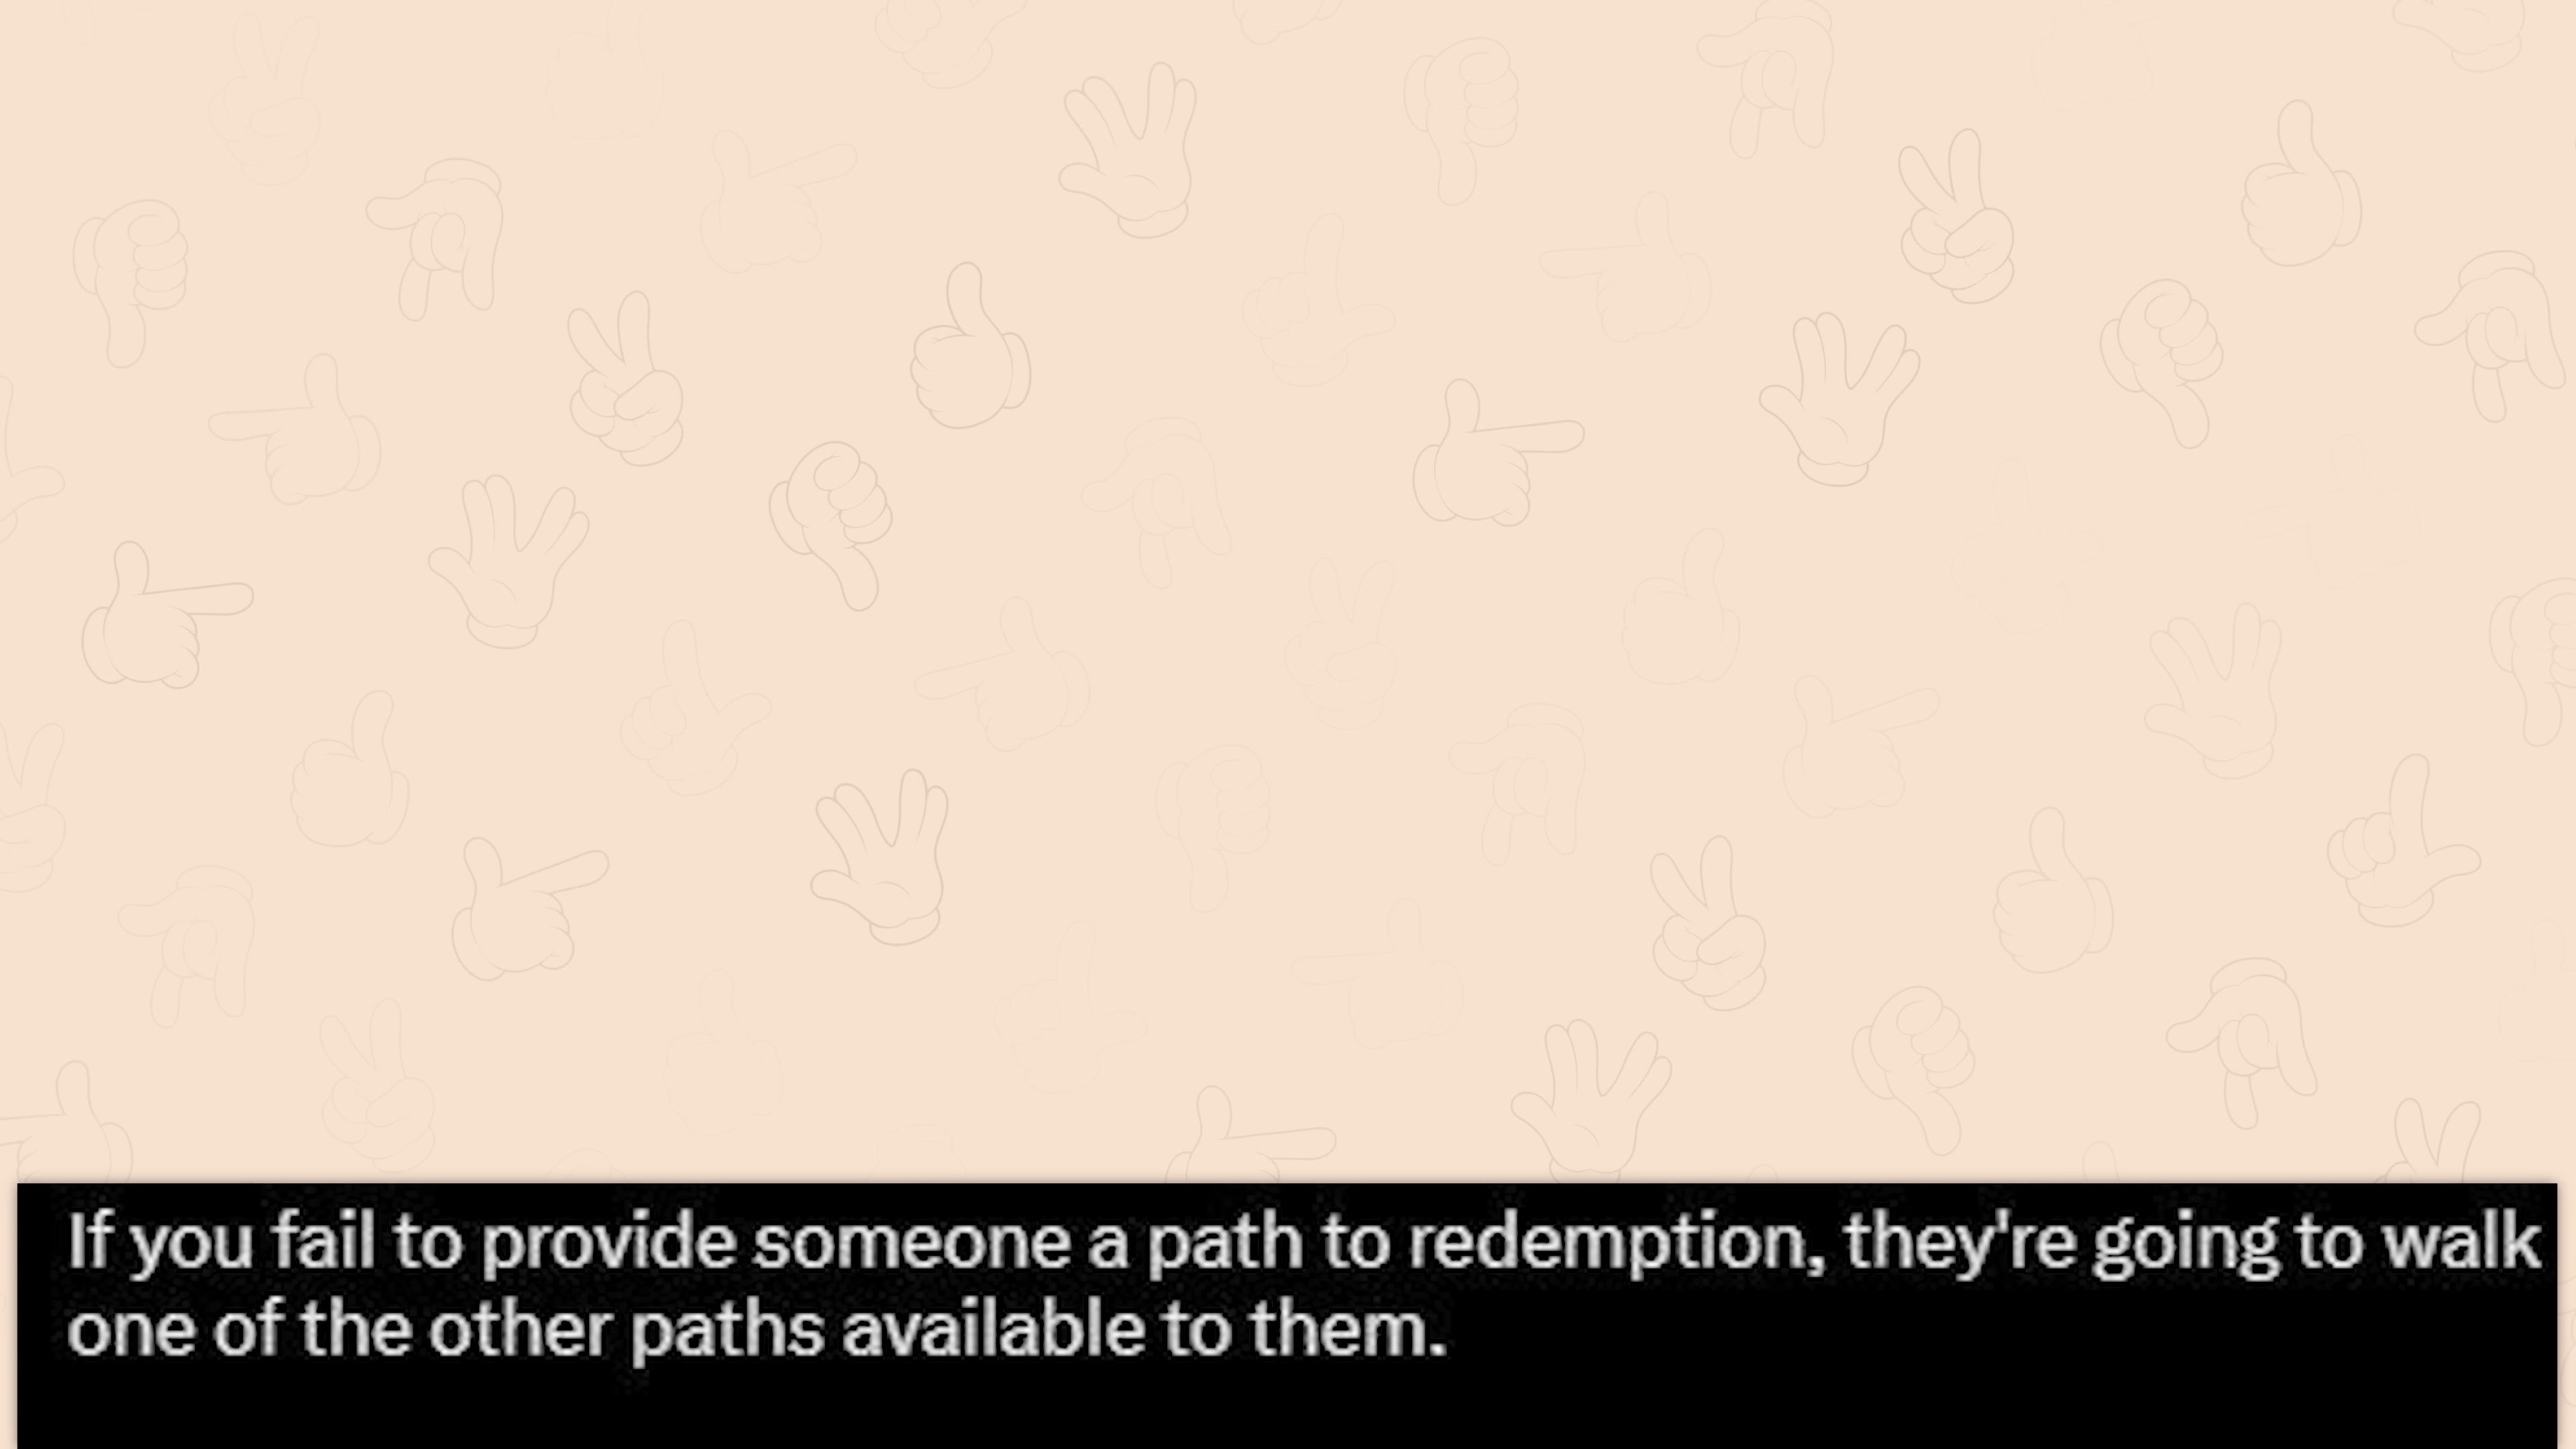 If you fail to provide someone a path to redemption, they're going to walk
one of the other paths available to them.